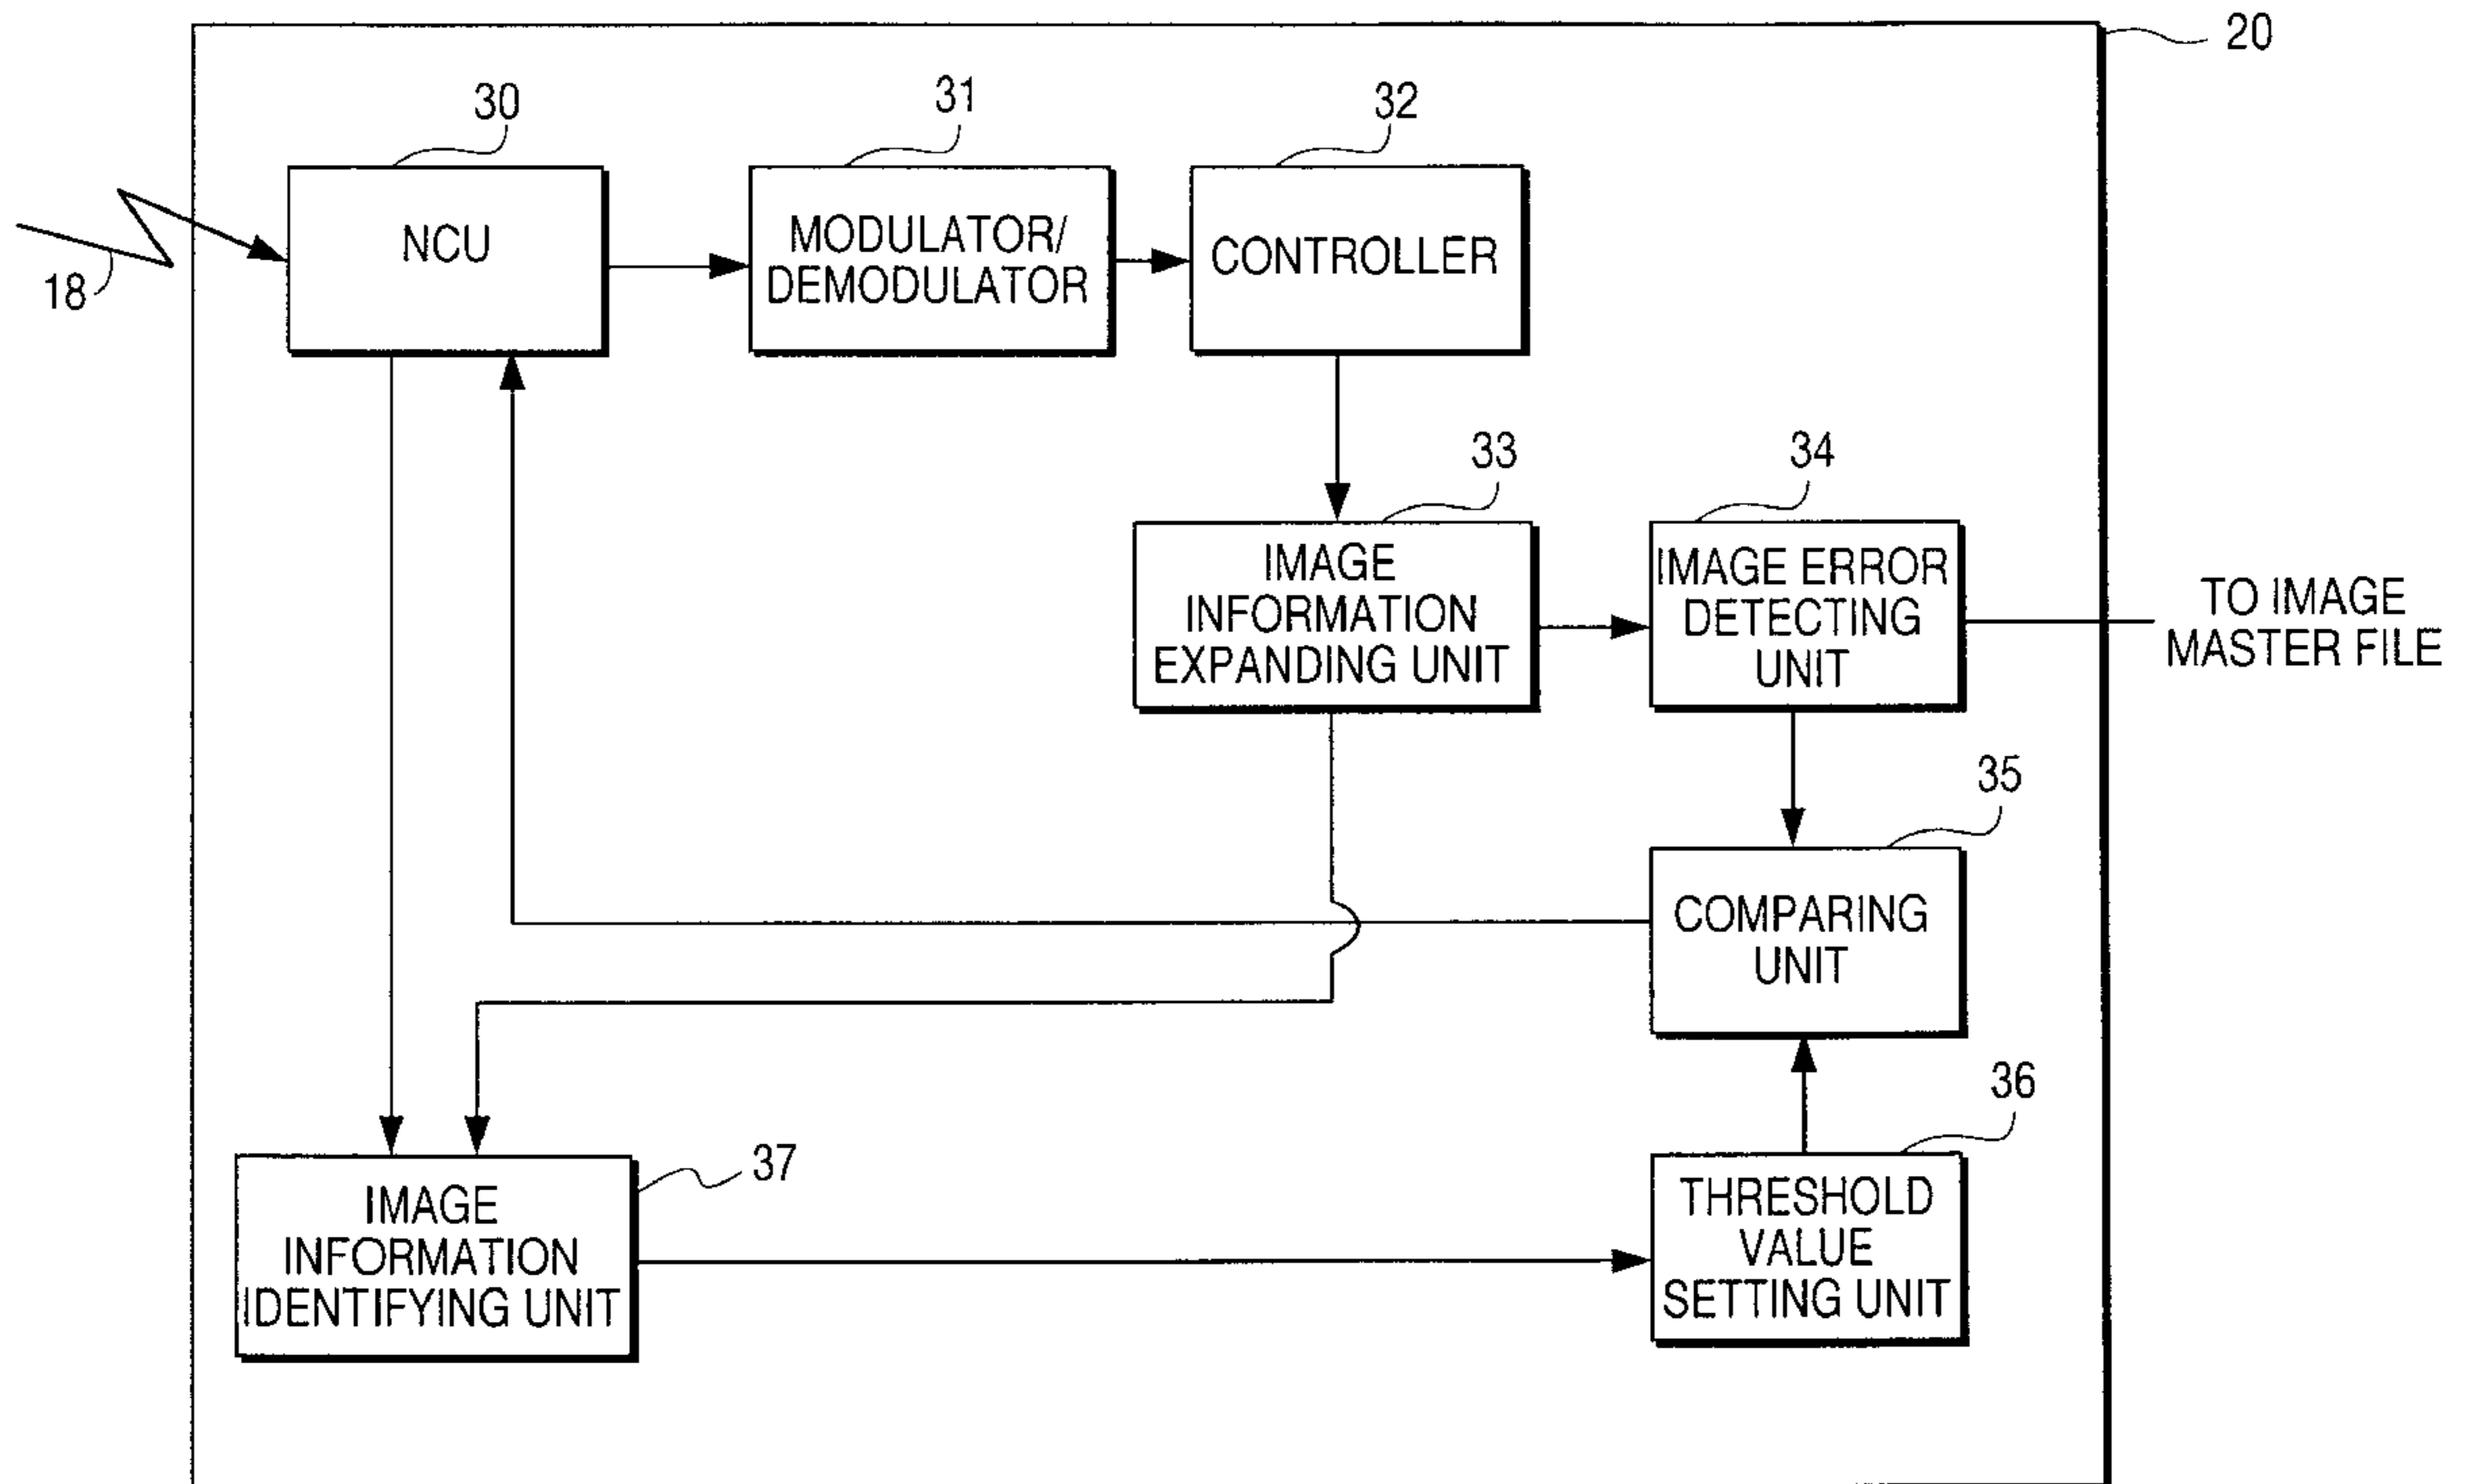 20
30
31
32
NCU
MODULATOR/
DEMODULATOR
CONTROLLER
18
33
34
IMAGE
INFORMATION
EXPANDING UNIT
IMAGE ERROR
DETECTING
UNIT
TO IMAGE
MASTER FILE
35
COMPARING
UNIT
36
37
IMAGE
INFORMATION
IDENTIFYING UNIT
THRESHOLD
VALUE
SETTING UNIT